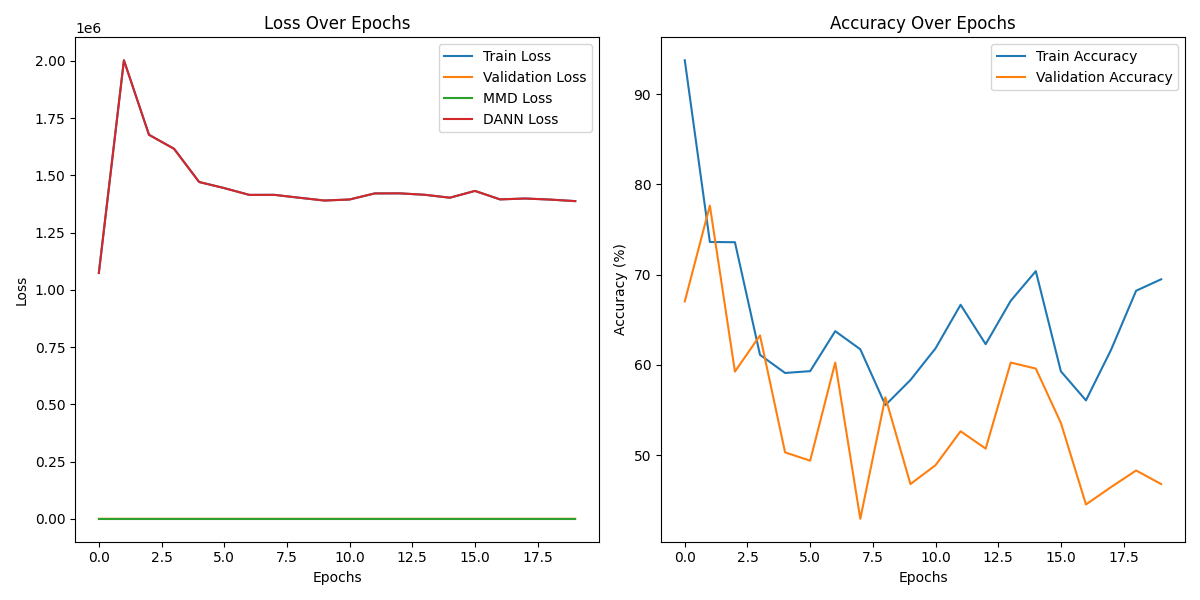 Loss Over Epochs
1e6
2.00
1.75
1.50
1.25
1.00
0.75
0.50
0.25
0.00
Loss
0.0 2.5 5.0 7.5 10.0 12.5 15.0 17.5
Epochs
Train Loss
Validation Loss
MMD Loss
DANN Loss
Accuracy Over Epochs
90
80
70
60
50
Accuracy (%)
0.0 2.5 5.0 7.5 10.0 12.5 15.0 17.5
Epochs
Train Accuracy
Validation Accuracy